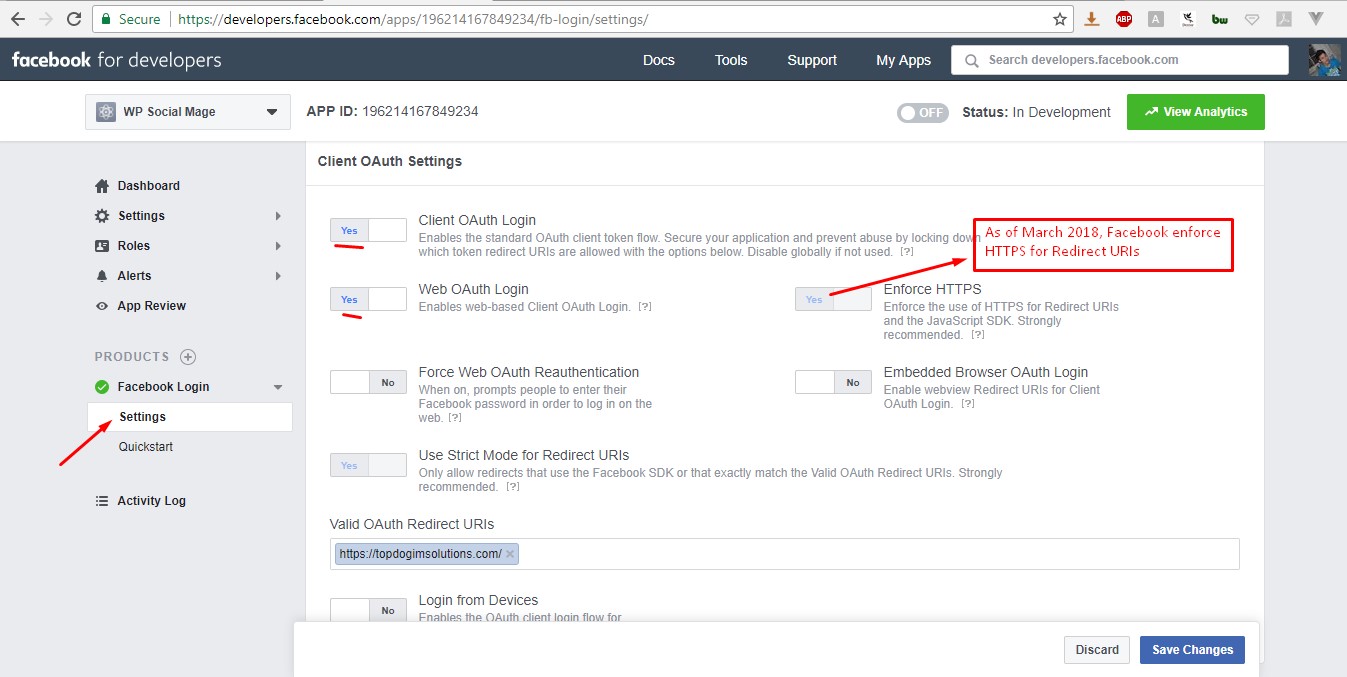 Secure | https://developers.facebook.com/apps/196214167849234/fb-login/settings/
ABP
A
bw
facebook for developers
Docs
Tools
Support
My Apps
Search developers.facebook.com
WP Social Mage
APP ID: 196214167849234
OFF
Status: In Development
View Analytics
Dashboard
Settings
Roles
Alerts
App Review
PRODUCTS
Facebook Login
Settings
Quickstart
Activity Log
Client OAuth Settings
Yes
Client OAuth Login
Enables the standard OAuth client token flow. Secure your application and prevent abuse by locking down
which token redirect URIs are allowed with the options below. Disable globally if not used. [?]
As of March 2018, Facebook enforce
HTTPS for Redirect URIs
Yes
Web OAuth Login
Enables web-based Client OAuth Login. [?]
Yes
Enforce HTTPS
Enforce the use of HTTPS for Redirect URIs
and the JavaScript SDK. Strongly
recommended. [?]
No
Force Web OAuth Reauthentication
When on, prompts people to enter their
Facebook password in order to log in on the
web. [?]
No
Embedded Browser OAuth Login
Enable webview Redirect URIs for Client
OAuth Login. [?]
Yes
Use Strict Mode for Redirect URIs
Only allow redirects that use the Facebook SDK or that exactly match the Valid OAuth Redirect URIs. Strongly
recommended. [?]
Valid OAuth Redirect URIs
https://topdogimsolutions.com/
No
Login from Devices
Enables the OAuth client login flow for
Discard
Save Changes